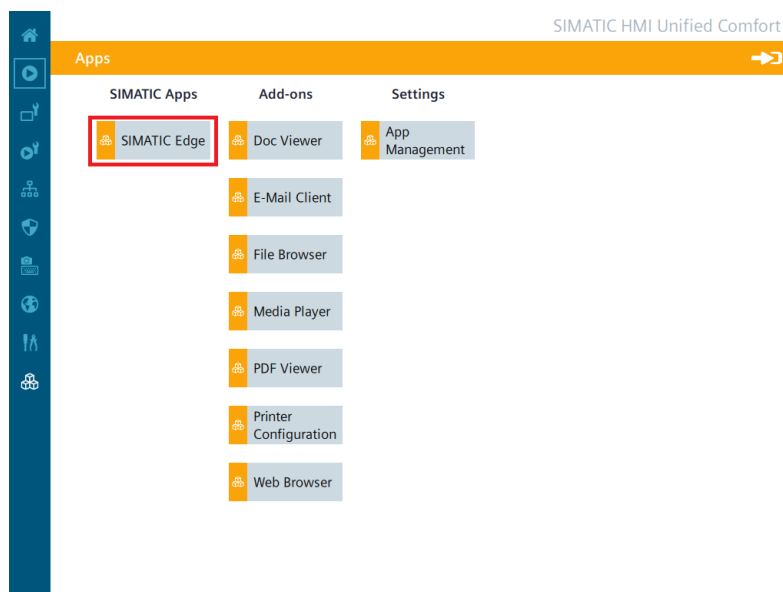 SIMATIC HMI Unified Comfort
Apps
SIMATIC Apps
Add-ons
Settings
SIMATIC Edge
Doc Viewer
App
Management
E-Mail Client
File Browser
Media Player
PDF Viewer
Printer
Configuration
Web Browser